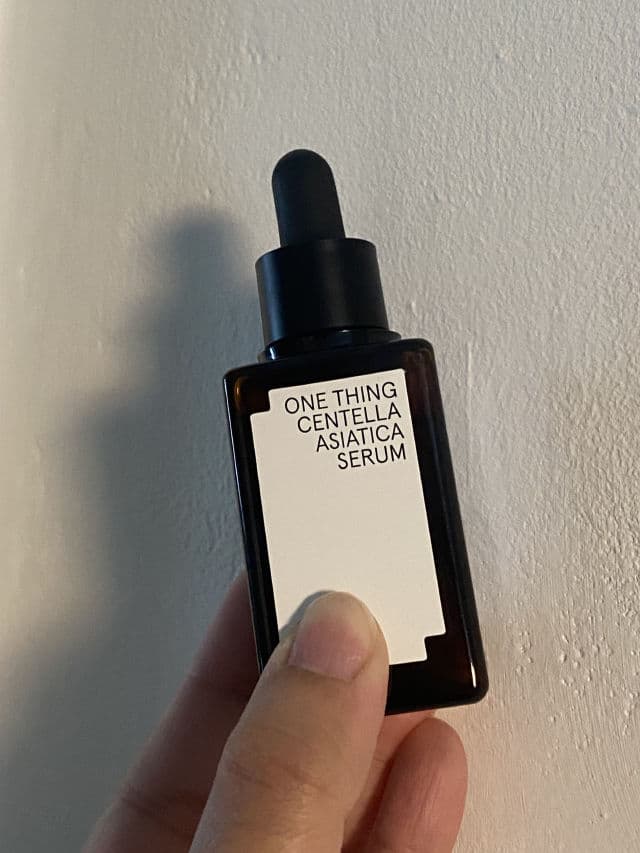 ONE THING
CENTELLA
ASIATICA
SERUM